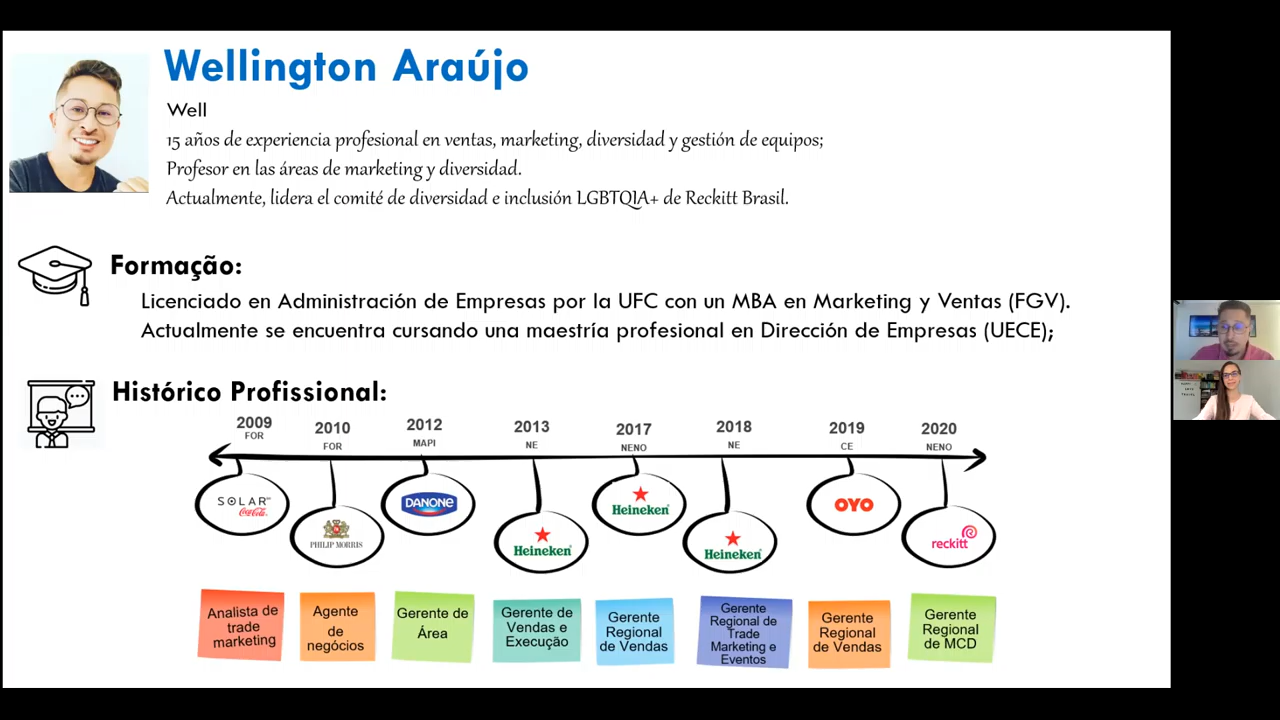 Wellington Araújo
Well
15 años de experiencia profesional en ventas, marketing, diversidad y gestión de equipos;
Profesor en las áreas de marketing y diversidad.
Actualmente, lidera el comité de diversidad e inclusión LGBTQIA+ de Reckitt Brasil.
Formação:
Licenciado en Administración de Empresas por la UFC con un MBA en Marketing y Ventas (FGV).
Actualmente se encuentra cursando una maestría profesional en Dirección de Empresas (UECE);
Histórico Profissional:
2009
FOR
2010
FOR
2012
MAPI
2013
NE
2017
NENO
2018
NE
2019
CE
2020
NENO
SOLAR
Coca-Cola
PHILIP MORRIS
DANONE
Heineken
Heineken
Heineken
OYO
reckitt
Analista de
trade
marketing
Agente
de
negócios
Gerente de
Área
Gerente de
Vendas e
Execução
Gerente
Regional
de Vendas
Gerente
Regional de
Trade
Marketing e
Eventos
Gerente
Regional
de Vendas
Gerente
Regional
de MCD